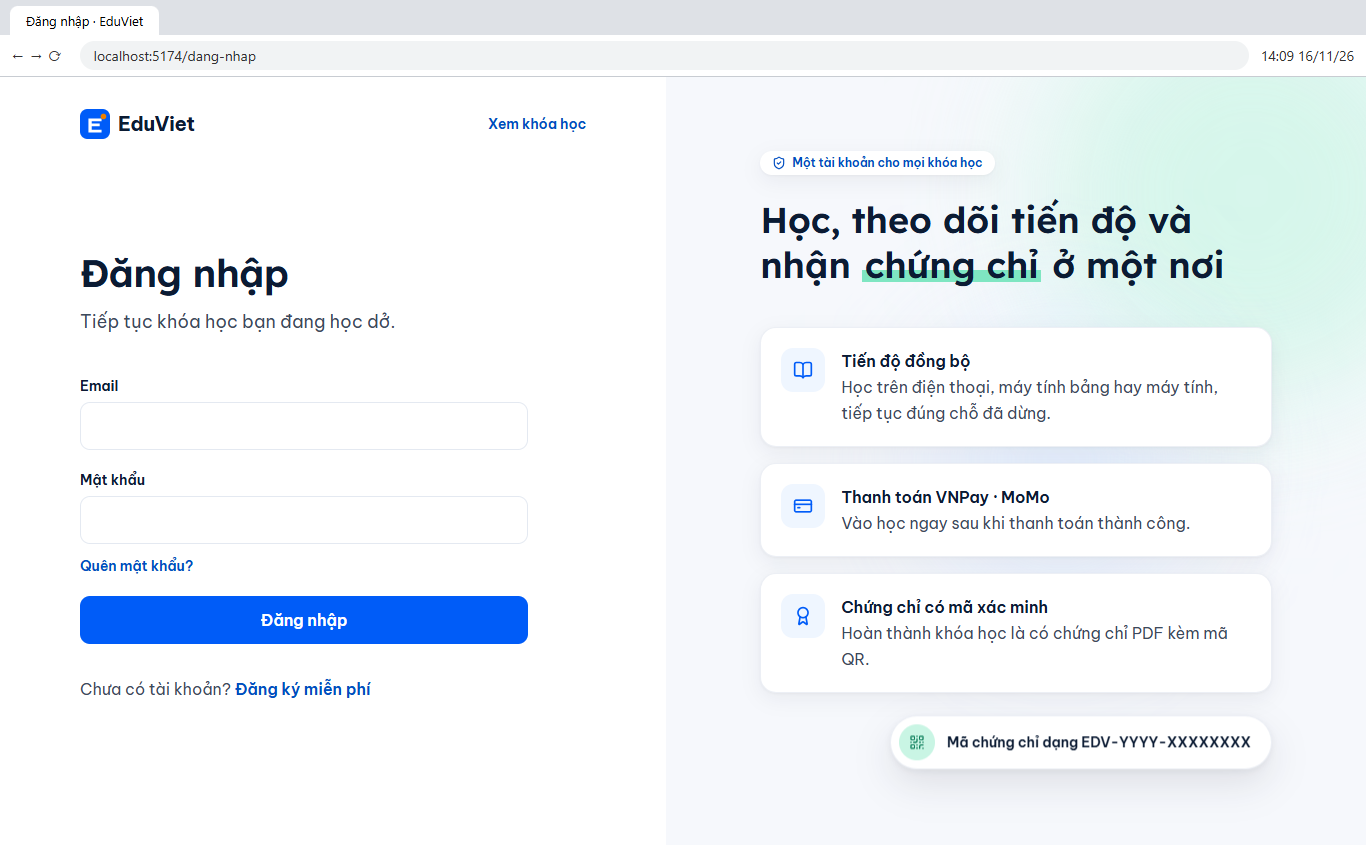 Đăng nhập · EduViet
localhost:5174/dang-nhap
14:09 16/11/26
EduViet
Xem khóa học
Đăng nhập
Tiếp tục khóa học bạn đang học dở.
Email
Mật khẩu
Quên mật khẩu?
Đăng nhập
Chưa có tài khoản? Đăng ký miễn phí
Một tài khoản cho mọi khóa học
Học, theo dõi tiến độ và
nhận chứng chỉ ở một nơi
Tiến độ đồng bộ
Học trên điện thoại, máy tính bảng hay máy tính,
tiếp tục đúng chỗ đã dừng.
Thanh toán VNPay · MoMo
Vào học ngay sau khi thanh toán thành công.
Chứng chỉ có mã xác minh
Hoàn thành khóa học là có chứng chỉ PDF kèm mã
QR.
Mã chứng chỉ dạng EDV-YYYY-XXXXXXXX